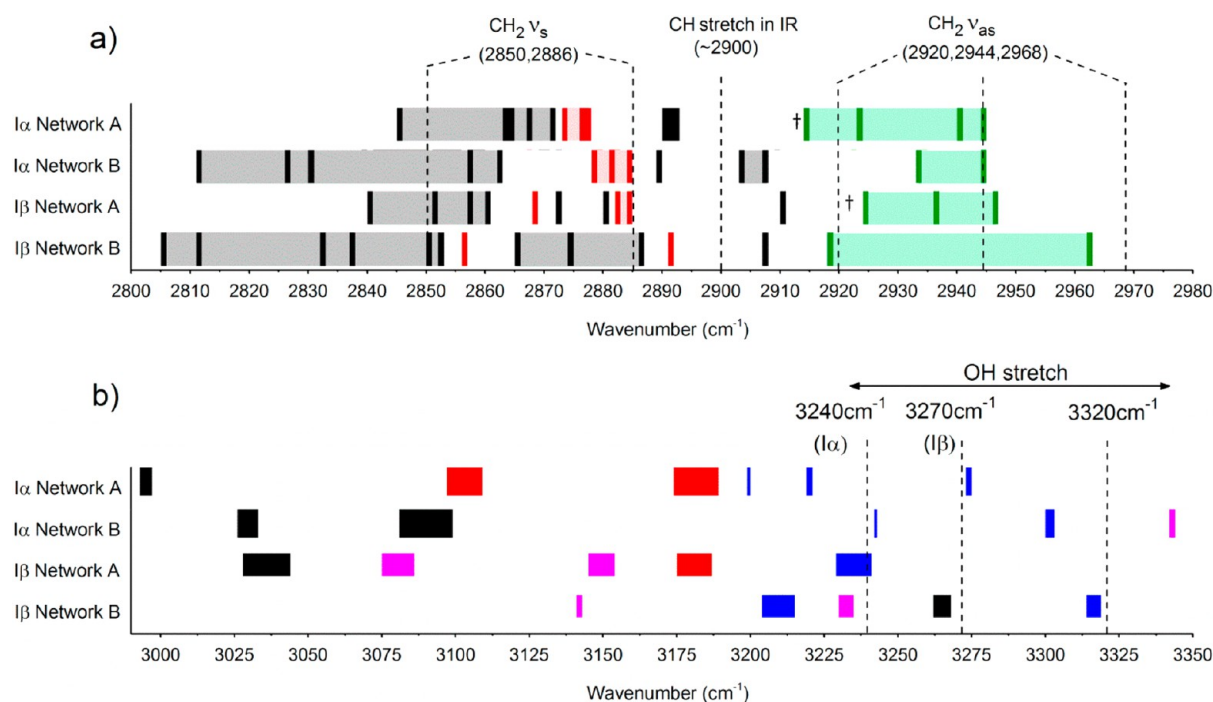 a)
CH2 νs
(2850,2886)
CH stretch in IR
(~2900)
CH2 νas
(2920,2944,2968)
Iα Network A
†
Iα Network B
Iβ Network A
†
Iβ Network B
2800 2810 2820 2830 2840 2850 2860 2870 2880 2890 2900 2910 2920 2930 2940 2950 2960 2970 2980
Wavenumber (cm-1)
b)
OH stretch
3240cm-1 3270cm-1 3320cm-1
(Iα) (Iβ)
Iα Network A
Iα Network B
Iβ Network A
Iβ Network B
3000 3025 3050 3075 3100 3125 3150 3175 3200 3225 3250 3275 3300 3325 3350
Wavenumber (cm-1)